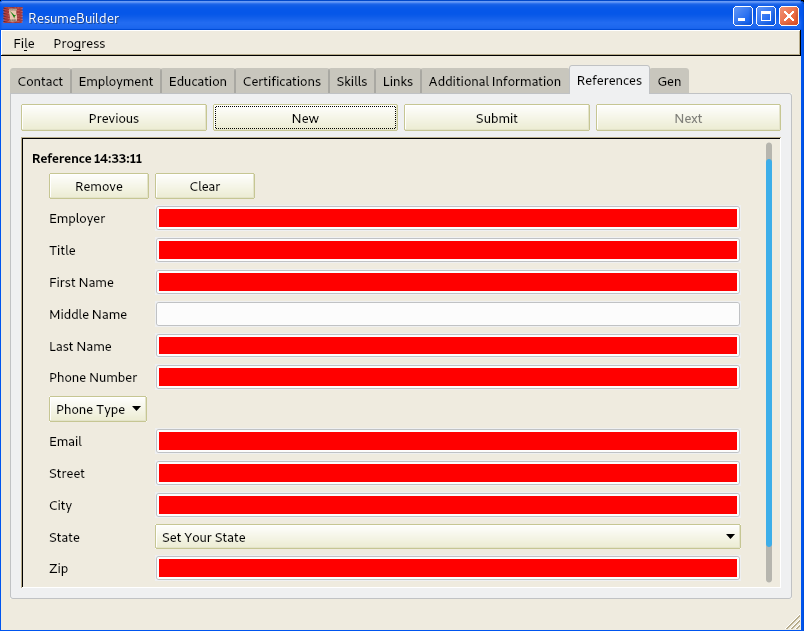 ResumeBuilder
File Progress
Contact Employment Education Certifications Skills Links Additional Information References Gen
Previous New Submit Next
Reference 14:33:11
Remove Clear
Employer
Title
First Name
Middle Name
Last Name
Phone Number
Phone Type
Email
Street
City
State Set Your State
Zip